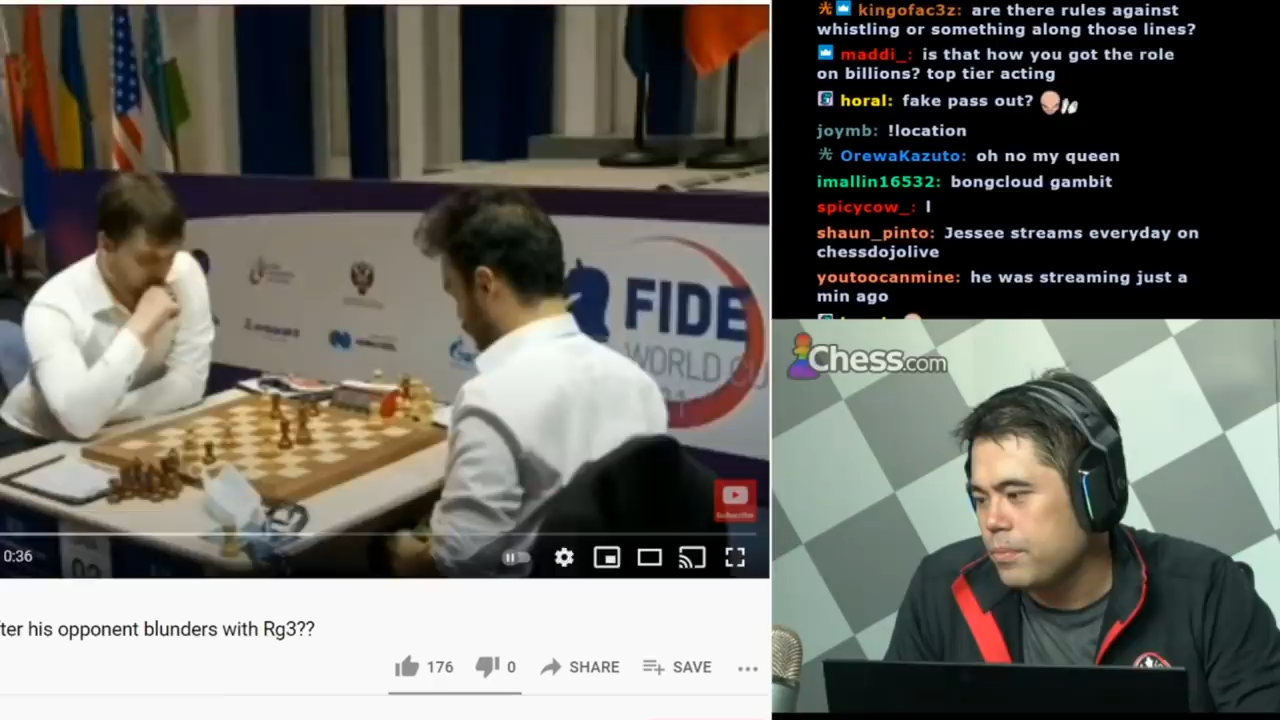 kingofac3z: are there rules against
whistling or something along those lines?
maddi_: is that how you got the role
on billions? top tier acting
horal: fake pass out?
joymb: !location
OrewaKazuto: oh no my queen
imallin16532: bongcloud gambit
spicycow_: l
shaun_pinto: Jessee streams everyday on
chessdojolive
youtoocanmine: he was streaming just a
min ago
Chess.com
FIDE
WORLD CU
Subscribe
0:36
ter his opponent blunders with Rg3??
176
0
SHARE
SAVE